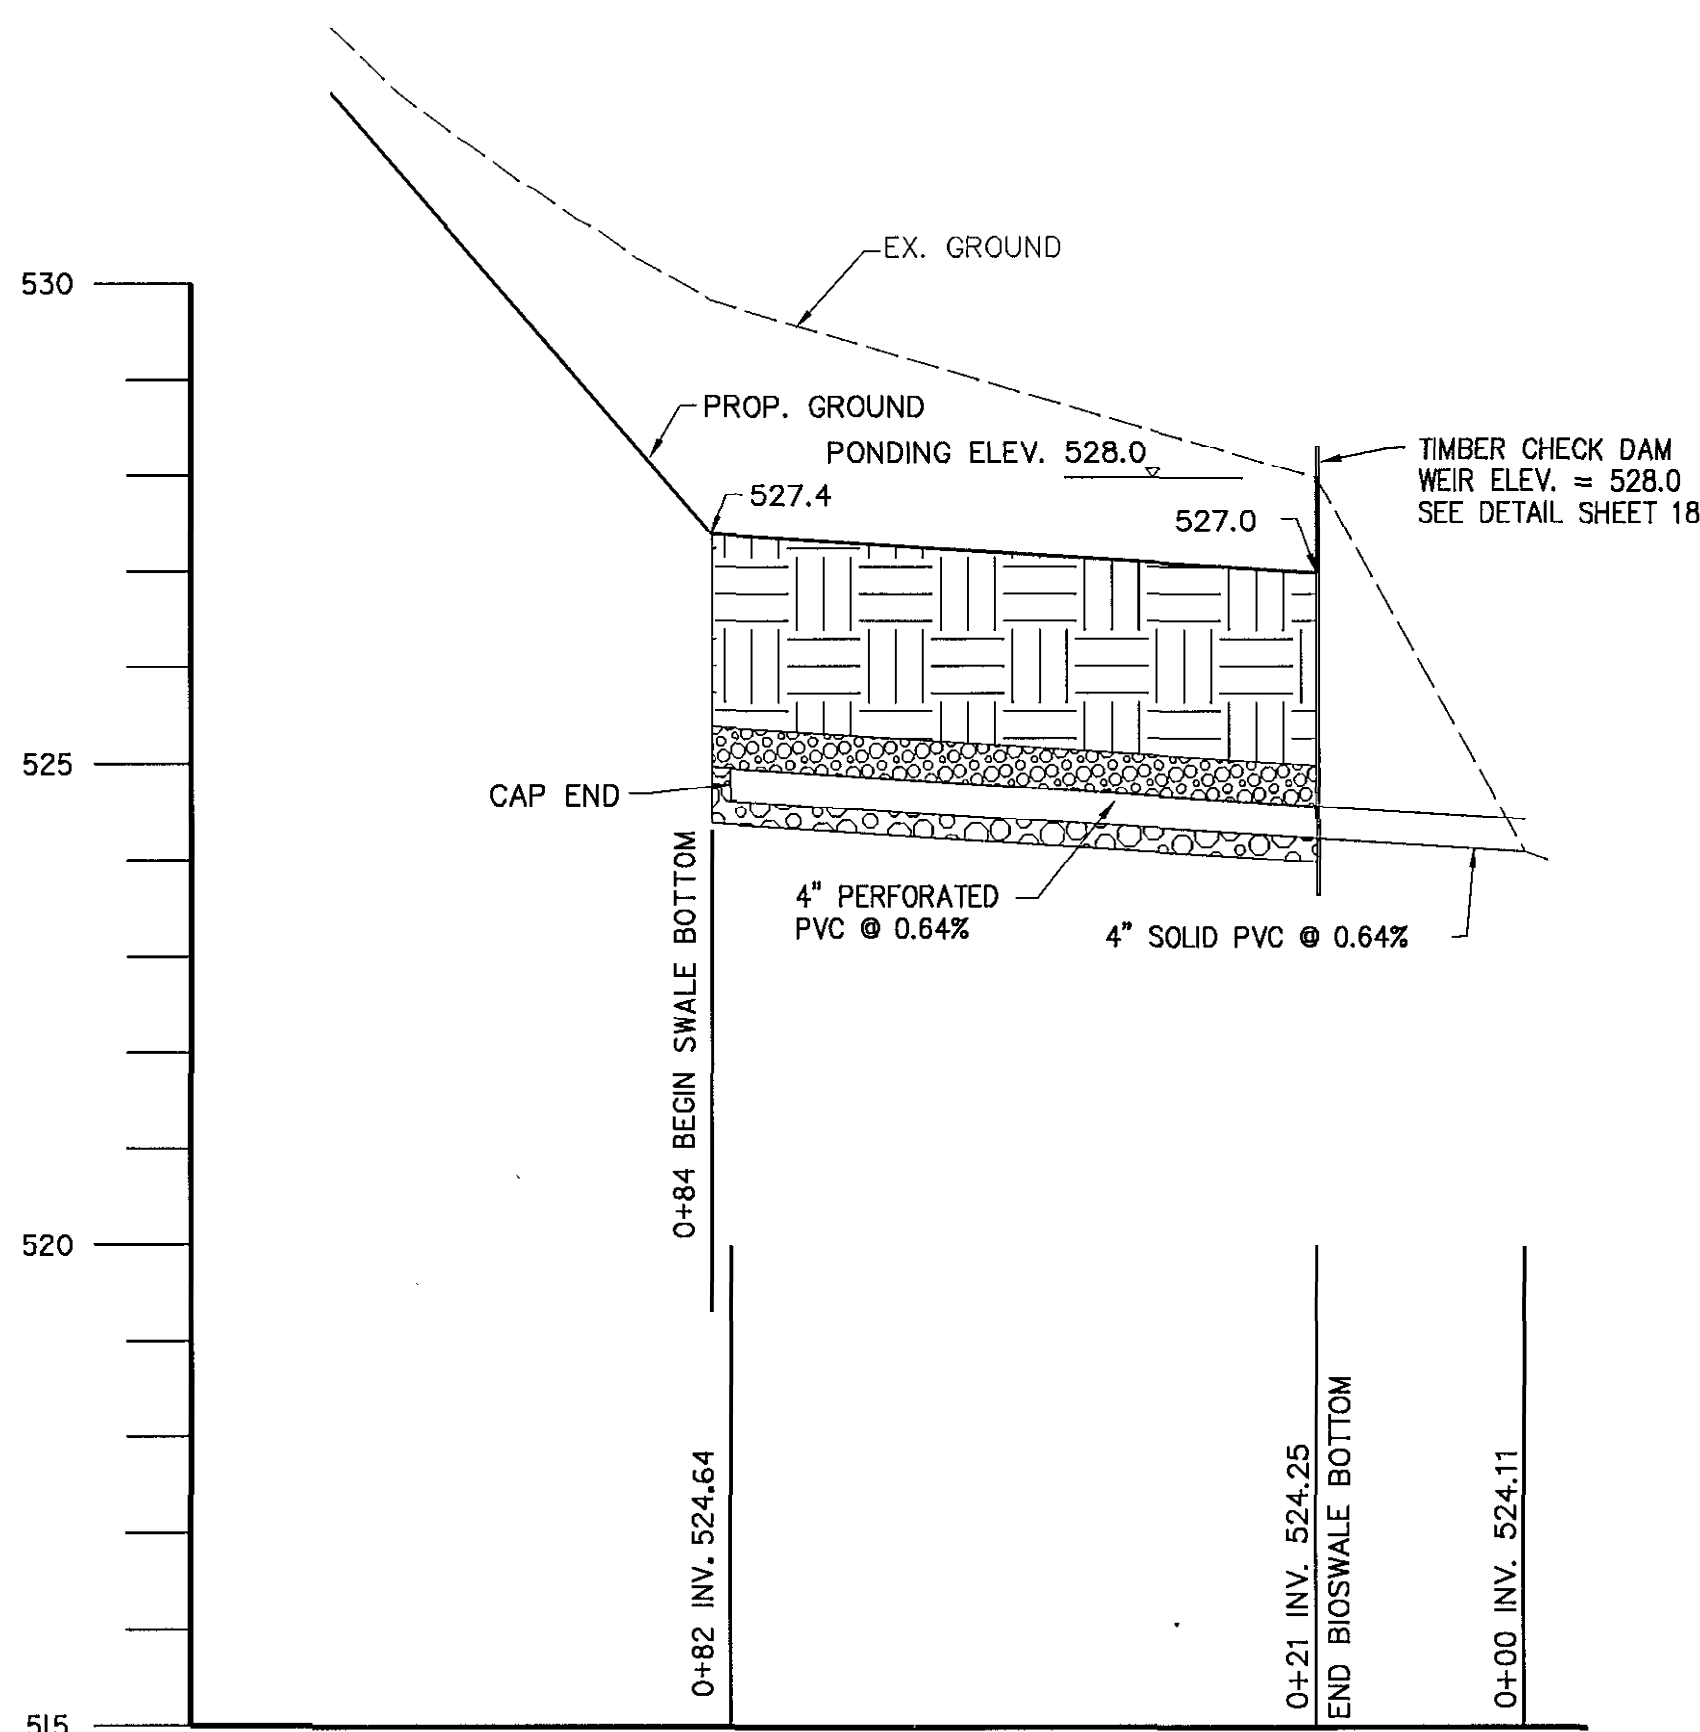 EX. GROUND
530
PROP. GROUND
PONDING ELEV. 528.0
TIMBER CHECK DAM
WEIR ELEV. = 528.0
SEE DETAIL SHEET 18
527.4
527.0
525
CAP END
4" PERFORATED
PVC @ 0.64%
4" SOLID PVC @ 0.64%
0+84 BEGIN SWALE BOTTOM
520
0+82 INV. 524.64
0+21 INV. 524.25
END BIOSWALE BOTTOM
0+00 INV. 524.11
515